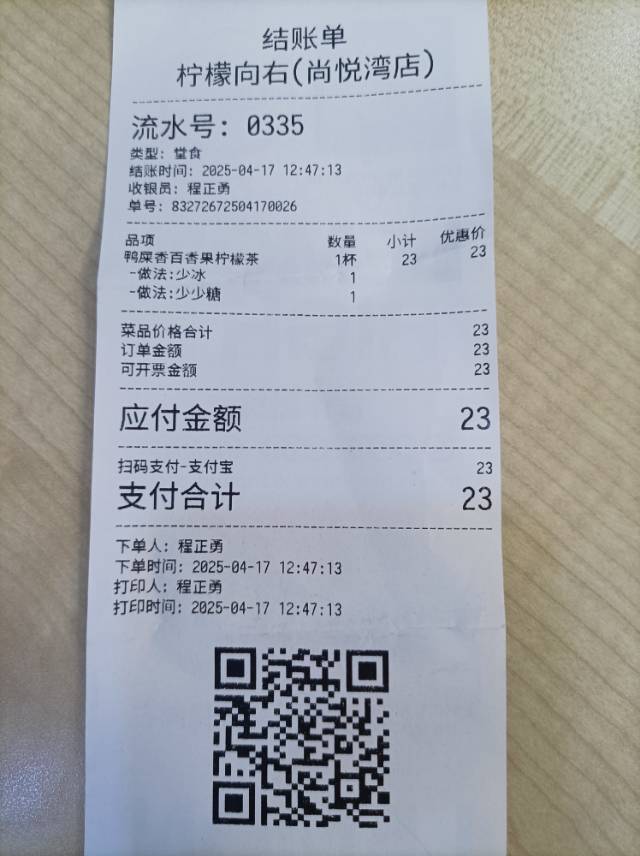 结账单
柠檬向右(尚悦湾店)
流水号: 0335
类型: 堂食
结账时间: 2025-04-17 12:47:13
收银员: 程正勇
单号: 83272672504170026
品项 数量 小计 优惠价
鸭屎香百香果柠檬茶 1杯 23 23
-做法:少冰 1
-做法:少少糖 1
菜品价格合计 23
订单金额 23
可开票金额 23
应付金额 23
扫码支付-支付宝 23
支付合计 23
下单人: 程正勇
下单时间: 2025-04-17 12:47:13
打印人: 程正勇
打印时间: 2025-04-17 12:47:13